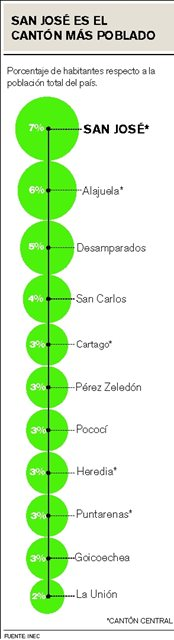 SAN JOSÉ ES EL
CANTÓN MÁS POBLADO
Porcentaje de habitantes respecto a la
población total del país.
7% SAN JOSÉ*
6% Alajuela*
5% Desamparados
4% San Carlos
3% Cartago*
3% Pérez Zeledón
3% Pococí
3% Heredia*
3% Puntarenas*
3% Goicoechea
2% La Unión
*CANTÓN CENTRAL
FUENTE: INEC